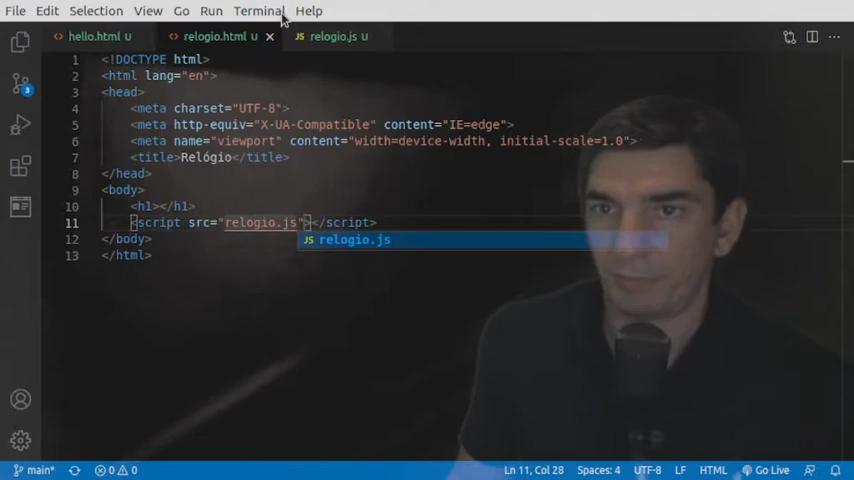 File Edit Selection View Go Run Terminal Help
hello.html U relogio.html U × JS relogio.js U
1 <!DOCTYPE html>
2 <html lang="en">
3 <head>
4 <meta charset="UTF-8">
5 <meta http-equiv="X-UA-Compatible" content="IE=edge">
6 <meta name="viewport" content="width=device-width, initial-scale=1.0">
7 <title>Relógio</title>
8 </head>
9 <body>
10 <h1></h1>
11 <script src="relogio.js"></script>
JS relogio.js
12 </body>
13 </html>
3
main* 0 0 Ln 11, Col 28 Spaces: 4 UTF-8 LF HTML Go Live